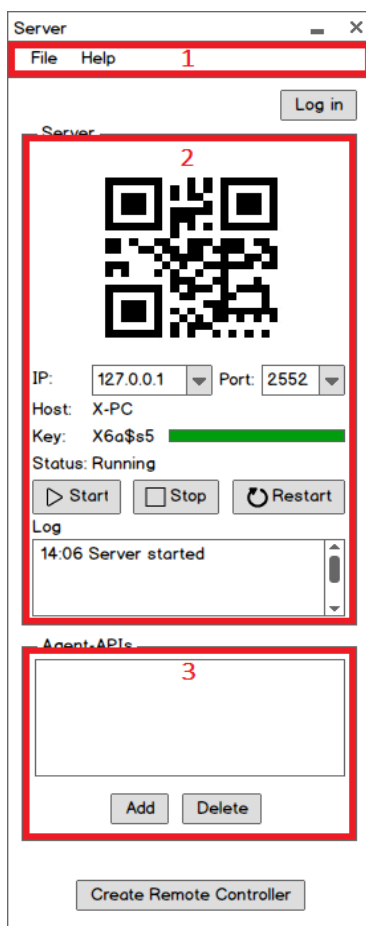 Server
File Help 1
Log in
Server
2
IP: 127.0.0.1 Port: 2552
Host: X-PC
Key: X6a$s5
Status: Running
Start Stop Restart
Log
14:06 Server started
Agent-APIs
3
Add Delete
Create Remote Controller